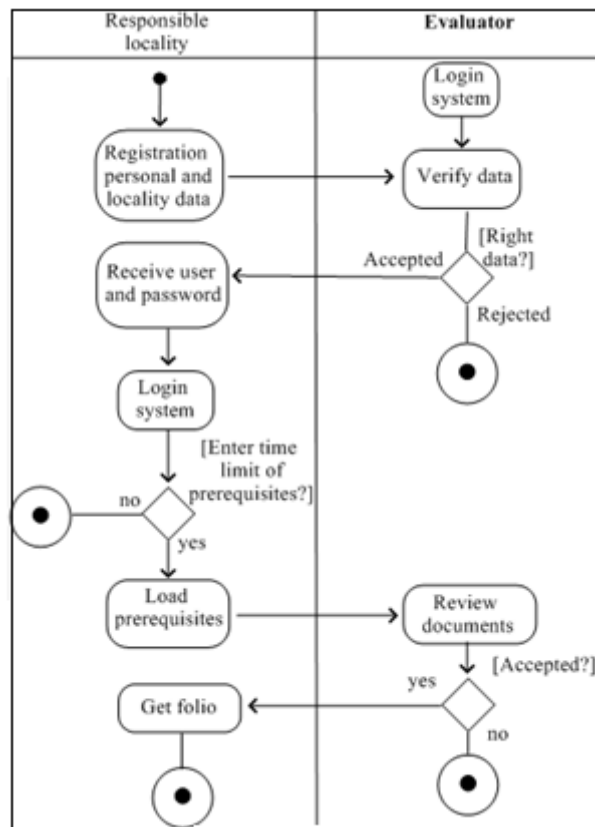 Responsible
locality
Evaluator
Login
system
Registration
personal and
locality data
Verify data
[Right
data?]
Accepted
Receive user
and password
Rejected
Login
system
[Enter time
limit of
prerequisites?]
no
yes
Load
prerequisites
Review
documents
[Accepted?]
yes
Get folio
no